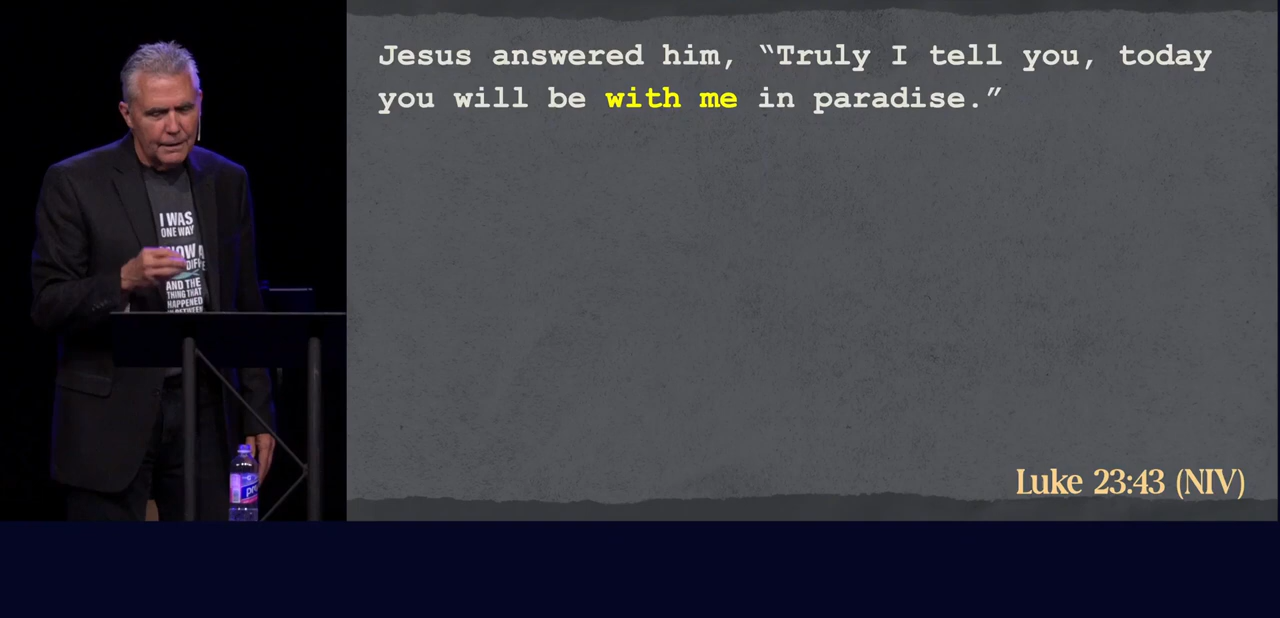 Jesus answered him, “Truly I tell you, today
you will be with me in paradise.”
Luke 23:43 (NIV)
I WAS
ONE WAY
AND THE
THING THAT
HAPPENED